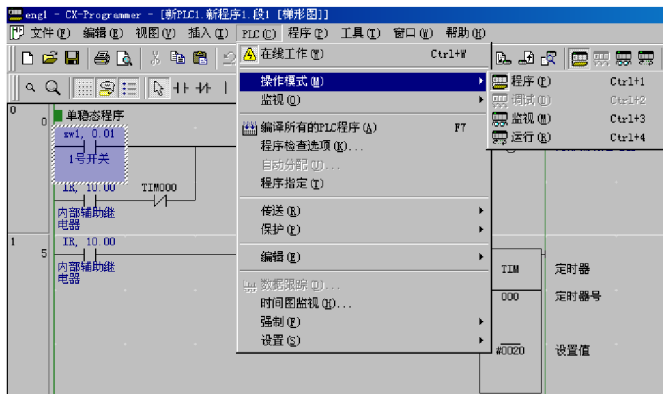 engl - CX-Programmer - [新PLC1.新程序1.段1 [梯形图]]
文件(F) 编辑(E) 视图(V) 插入(I) PLC(C) 程序(P) 工具(T) 窗口(W) 帮助(H)
在线工作(W) Ctrl+W
操作模式(M)
监视(O)
编译所有的PLC程序(A) F7
程序检查选项(K)...
自动分配(U)...
程序指定(I)
传送(R)
保护(P)
编辑(E)
数据跟踪(D)...
时间图监视(H)...
强制(F)
设置(S)
程序(P) Ctrl+1
调试(D) Ctrl+2
监视(M) Ctrl+3
运行(R) Ctrl+4
0
0
单稳态程序
sw1, 0.01
1号开关
IR, 10.00 TIM000
内部辅助继
电器
1
5
IR, 10.00
内部辅助继
电器
TIM 定时器
000 定时器号
#0020 设置值